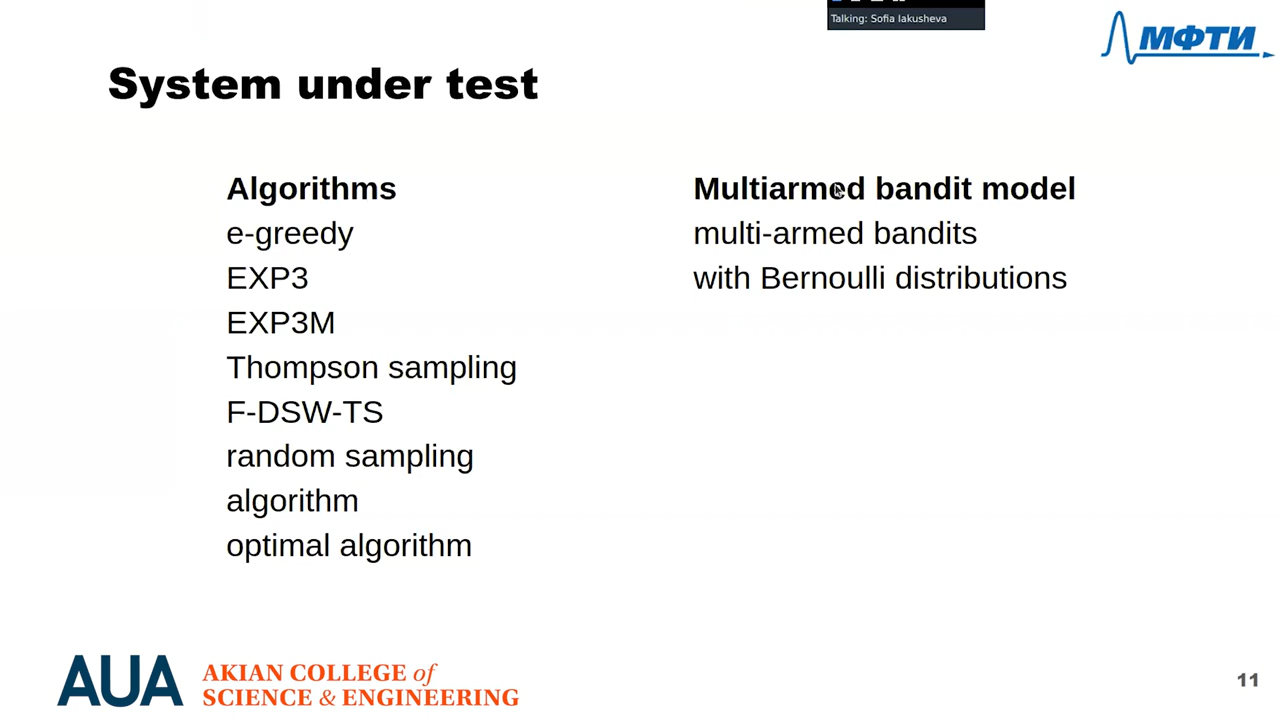 Talking: Sofia Iakusheva
МФТИ
System under test
Algorithms
e-greedy
EXP3
EXP3M
Thompson sampling
F-DSW-TS
random sampling
algorithm
optimal algorithm
Multiarmed bandit model
multi-armed bandits
with Bernoulli distributions
AUA
AKIAN COLLEGE of
SCIENCE & ENGINEERING
11